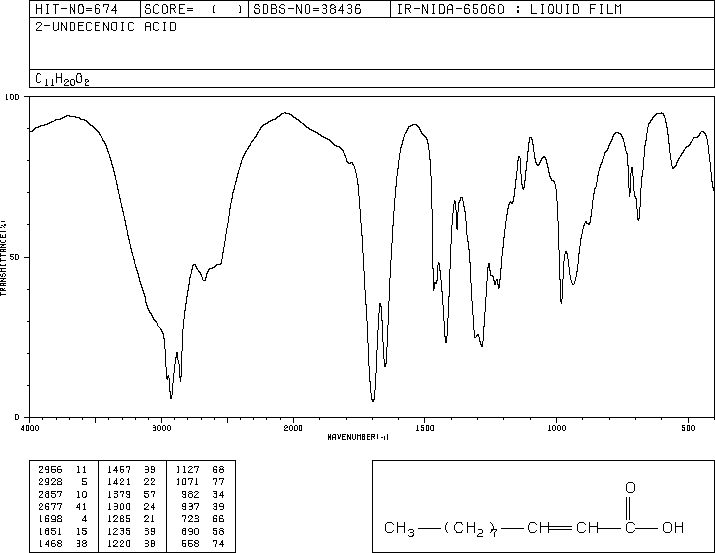 HIT-NO=674 SCORE= ( ) SDBS-NO=38436 IR-NIDA-65060 : LIQUID FILM
2-UNDECENOIC ACID
C11H20O2
100
50
0
TRANSMITTANCE(%)
4000 3000 2000 1500 1000 500
WAVENUMBER(-1)
2956 11 1467 39 1127 68
2928 5 1421 22 1071 77
2857 10 1379 57 982 34
2677 41 1300 24 937 39
1698 4 1285 21 723 66
1651 15 1235 39 690 58
1468 38 1220 38 558 74
O
CH3 (CH2)7 CH CH C OH